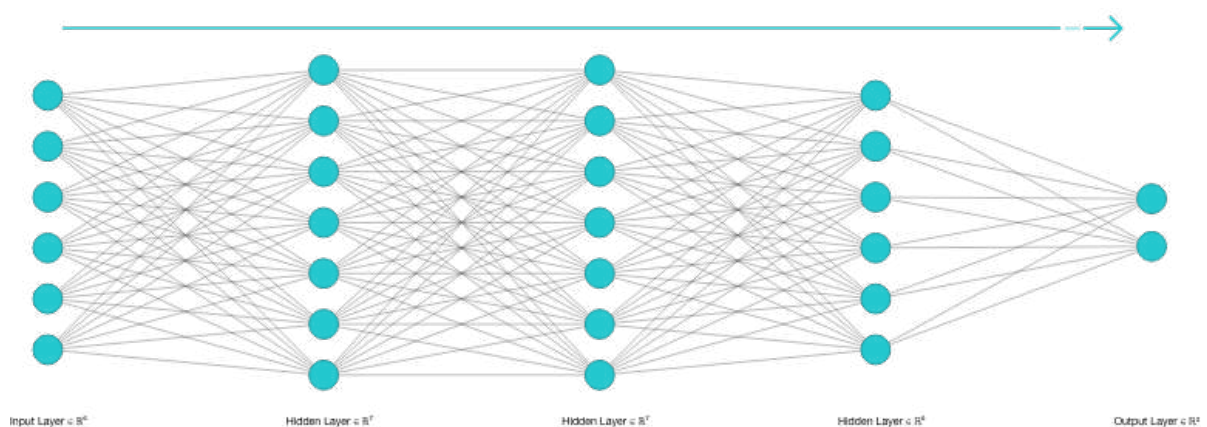 Input Layer ∈ ℝ⁶
Hidden Layer ∈ ℝ⁷
Hidden Layer ∈ ℝ⁷
Hidden Layer ∈ ℝ⁶
Output Layer ∈ ℝ²